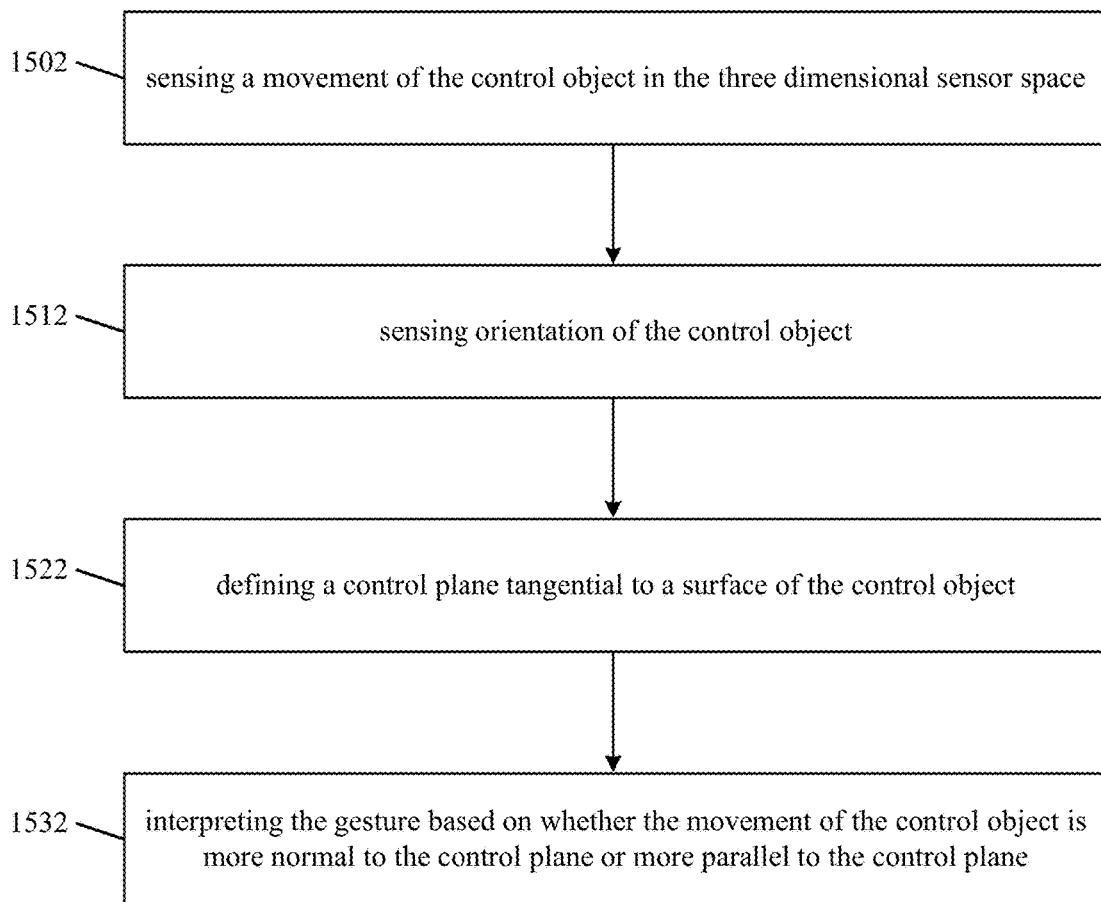 1502
sensing a movement of the control object in the three dimensional sensor space
1512
sensing orientation of the control object
1522
defining a control plane tangential to a surface of the control object
1532
interpreting the gesture based on whether the movement of the control object is
more normal to the control plane or more parallel to the control plane